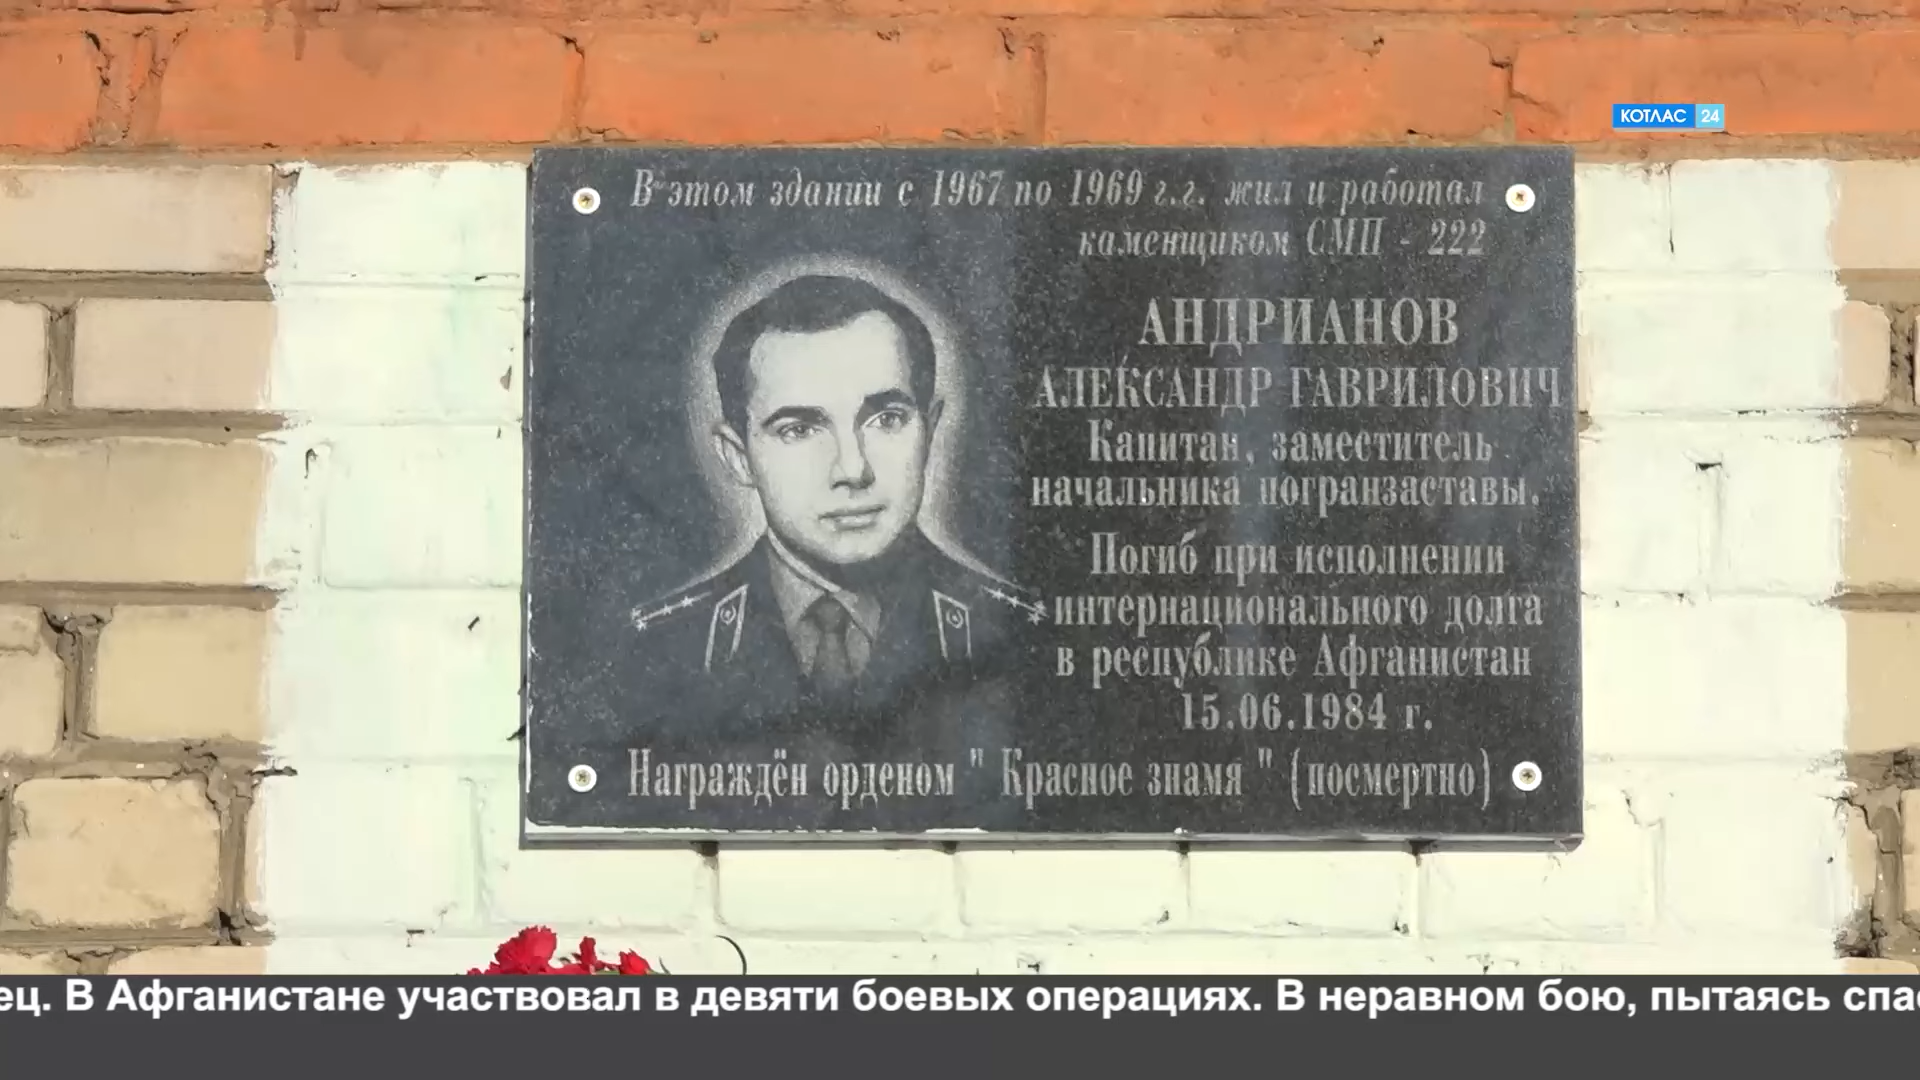 КОТЛАС 24
В этом здании с 1967 по 1969 г.г. жил и работал
каменщиком СМП - 222
АНДРИАНОВ
АЛЕКСАНДР ГАВРИЛОВИЧ
Капитан, заместитель
начальника погранзаставы.
Погиб при исполнении
интернационального долга
в республике Афганистан
15.06.1984 г.
Награждён орденом " Красное знамя " (посмертно)
ец. В Афганистане участвовал в девяти боевых операциях. В неравном бою, пытаясь спас